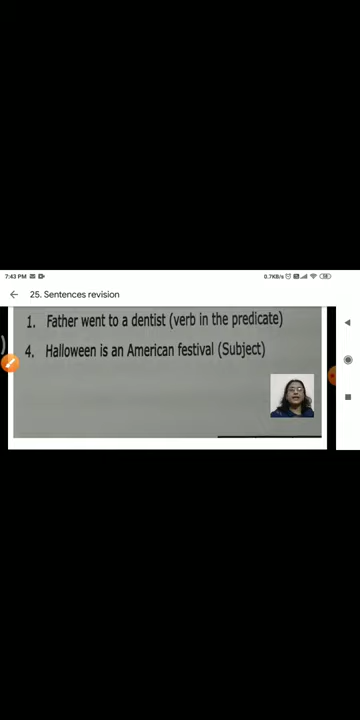 7:43 PM
0.7KB/s
25. Sentences revision
1. Father went to a dentist (verb in the predicate)
4. Halloween is an American festival (Subject)